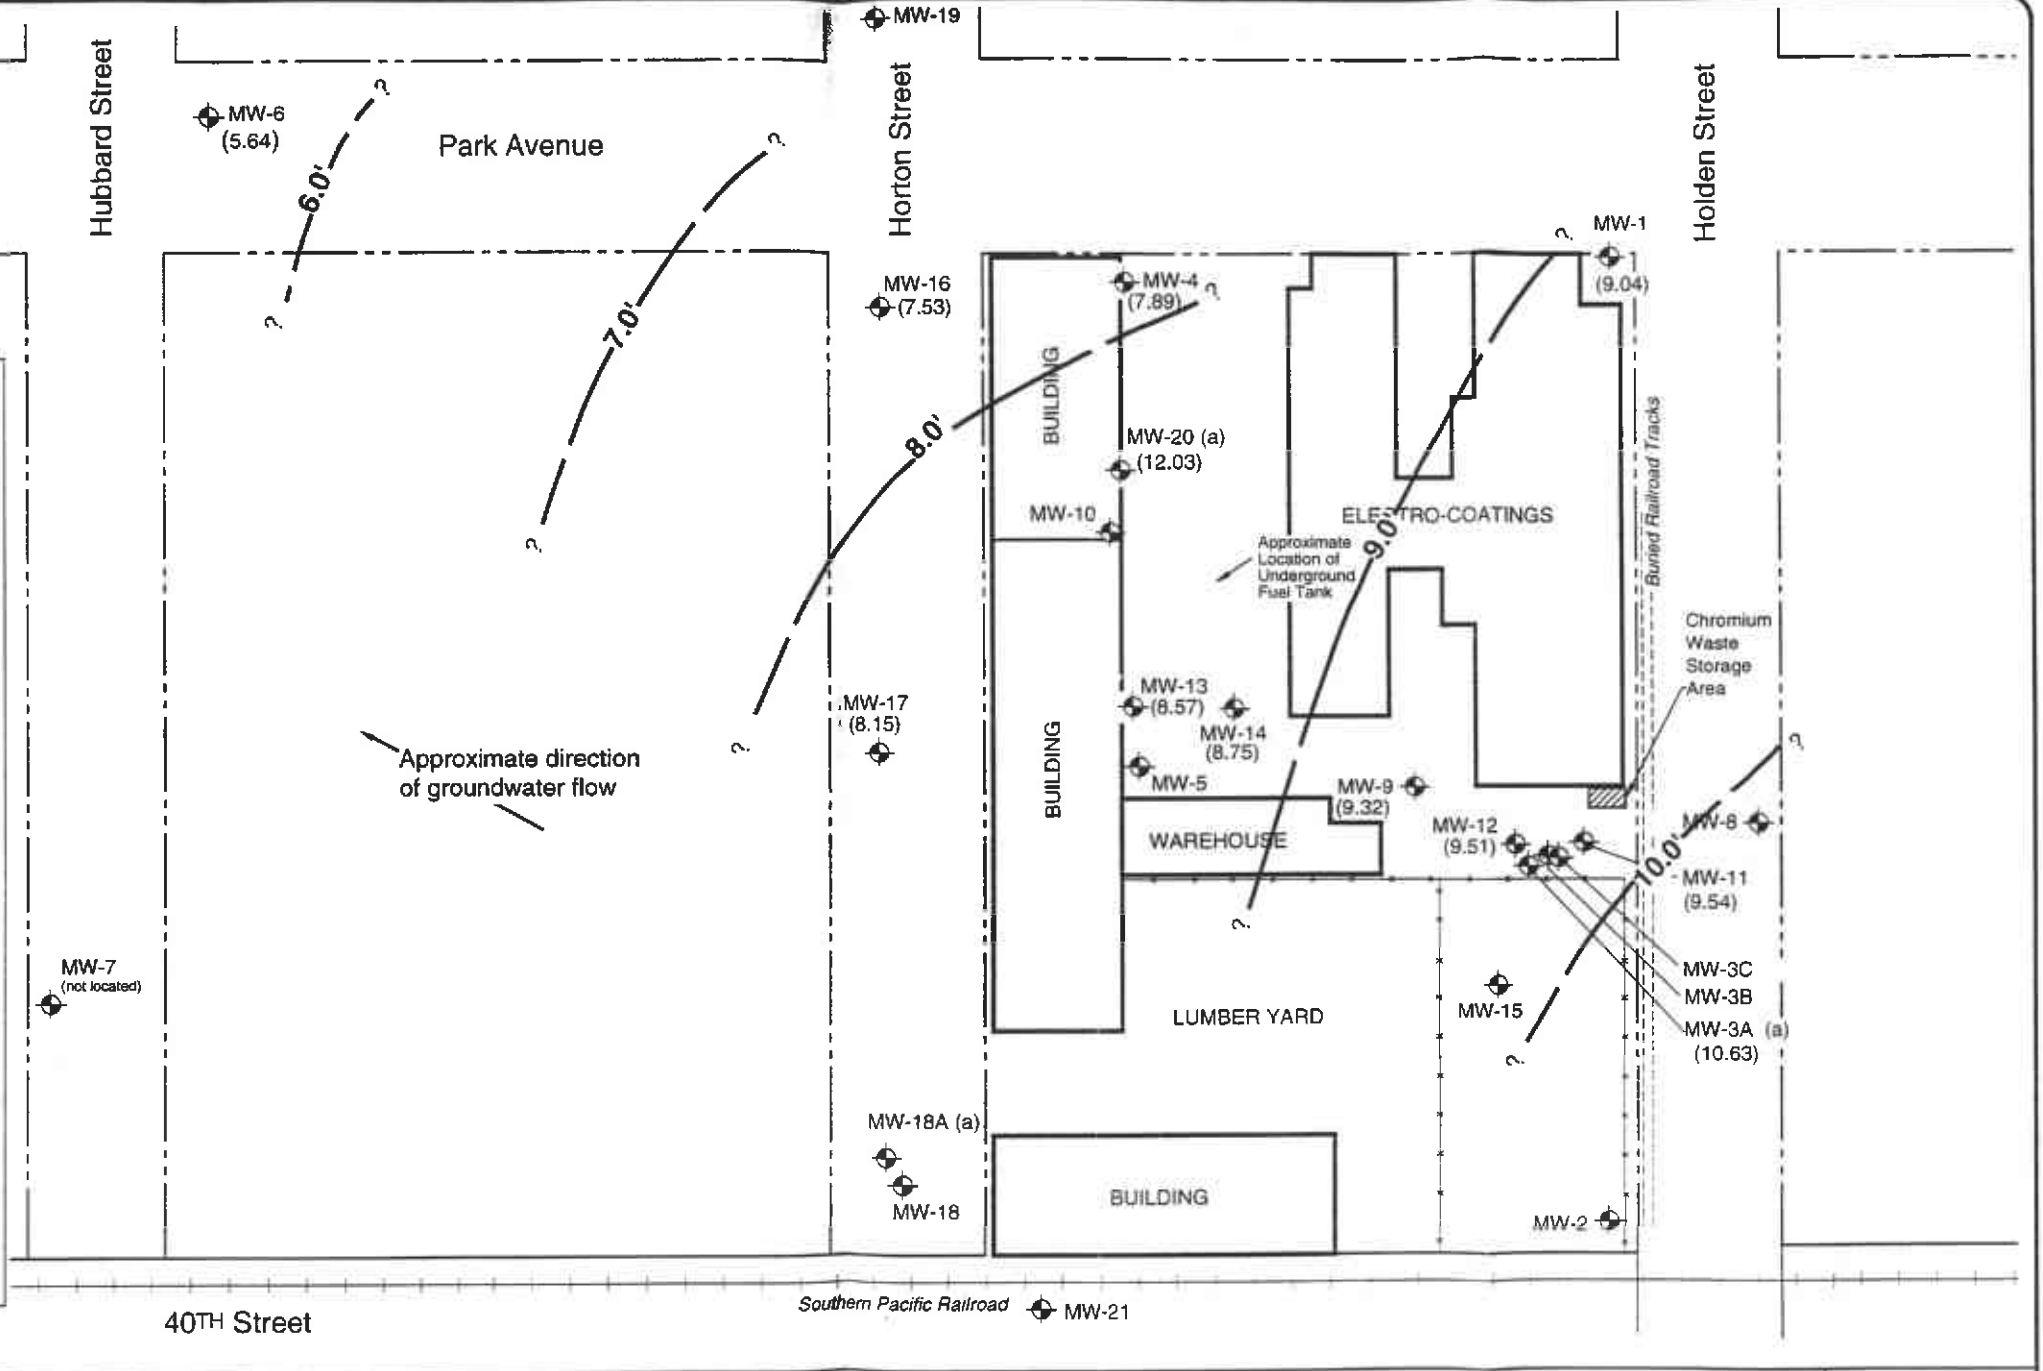 MW-19
Hubbard Street
MW-6
(5.64)
?
6.0'
?
Park Avenue
?
7.0'
?
Horton Street
Holden Street
MW-1
(9.04)
?
MW-16
(7.53)
MW-4
(7.89)
?
8.0'
?
BUILDING
MW-20 (a)
(12.03)
MW-10
ELECTRO-COATINGS
9.0'
?
Approximate
Location of
Underground
Fuel Tank
Buried Railroad Tracks
Chromium
Waste
Storage
Area
MW-13
(8.57)
MW-14
(8.75)
MW-17
(8.15)
MW-5
BUILDING
Approximate direction
of groundwater flow
MW-9
(9.32)
WAREHOUSE
MW-12
(9.51)
MW-8
?
10.0'
?
MW-11
(9.54)
MW-3C
MW-3B
MW-3A (a)
(10.63)
MW-7
(not located)
MW-15
LUMBER YARD
MW-18A (a)
MW-18
BUILDING
MW-2
Southern Pacific Railroad
MW-21
40TH Street